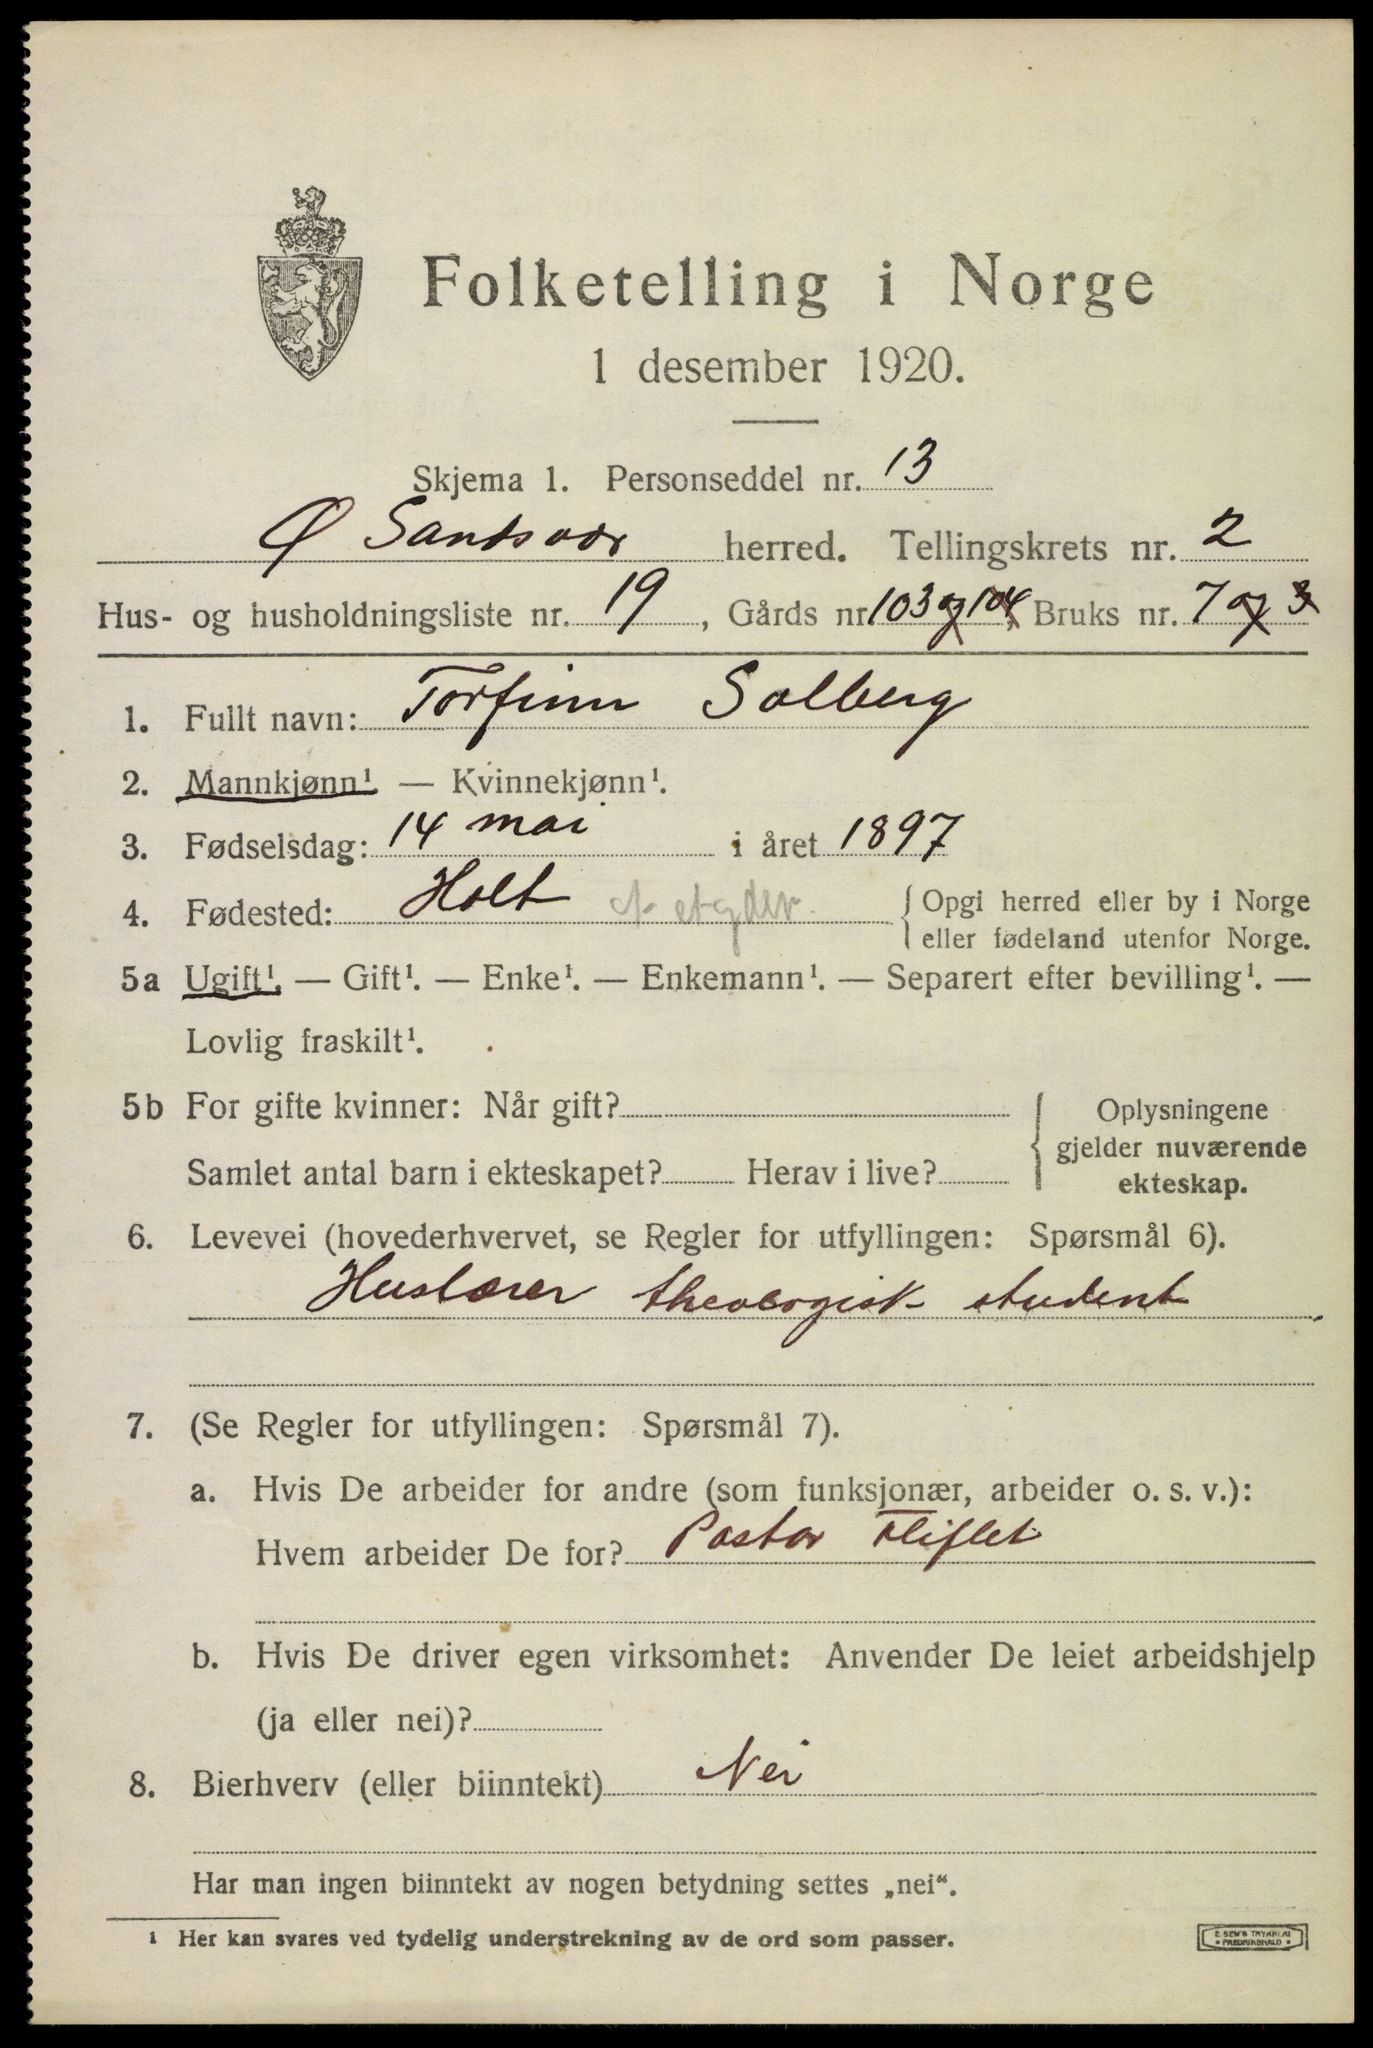 Folketelling i Norge
1 desember 1920.
Skjema 1. Personseddel nr. 13
Ø Sandsvær herred. Tellingskrets nr. 2
Hus- og husholdningsliste nr. 19, Gårds nr. 103 og 104, Bruks nr. 7 og 3
1. Fullt navn: Torfinn Solberg
2. Mannkjønn¹. — Kvinnekjønn¹.
3. Fødselsdag: 14 mai i året 1897
4. Fødested: Holt {Opgi herred eller by i Norge
eller fødeland utenfor Norge.
5a Ugift¹. — Gift¹. — Enke¹. — Enkemann¹. — Separert efter bevilling¹. —
Lovlig fraskilt¹.
5b For gifte kvinner: Når gift? {Oplysningene
gjelder nuværende
Samlet antal barn i ekteskapet? Herav i live? ekteskap.
6. Levevei (hovederhvervet, se Regler for utfyllingen: Spørsmål 6).
Huslærer theologisk student
7. (Se Regler for utfyllingen: Spørsmål 7).
a. Hvis De arbeider for andre (som funksjonær, arbeider o. s. v.):
Hvem arbeider De for? Pastor Fliflet
b. Hvis De driver egen virksomhet: Anvender De leiet arbeidshjelp
(ja eller nei)?
8. Bierhverv (eller biinntekt) Nei
Har man ingen biinntekt av nogen betydning settes „nei“.
¹ Her kan svares ved tydelig understrekning av de ord som passer.